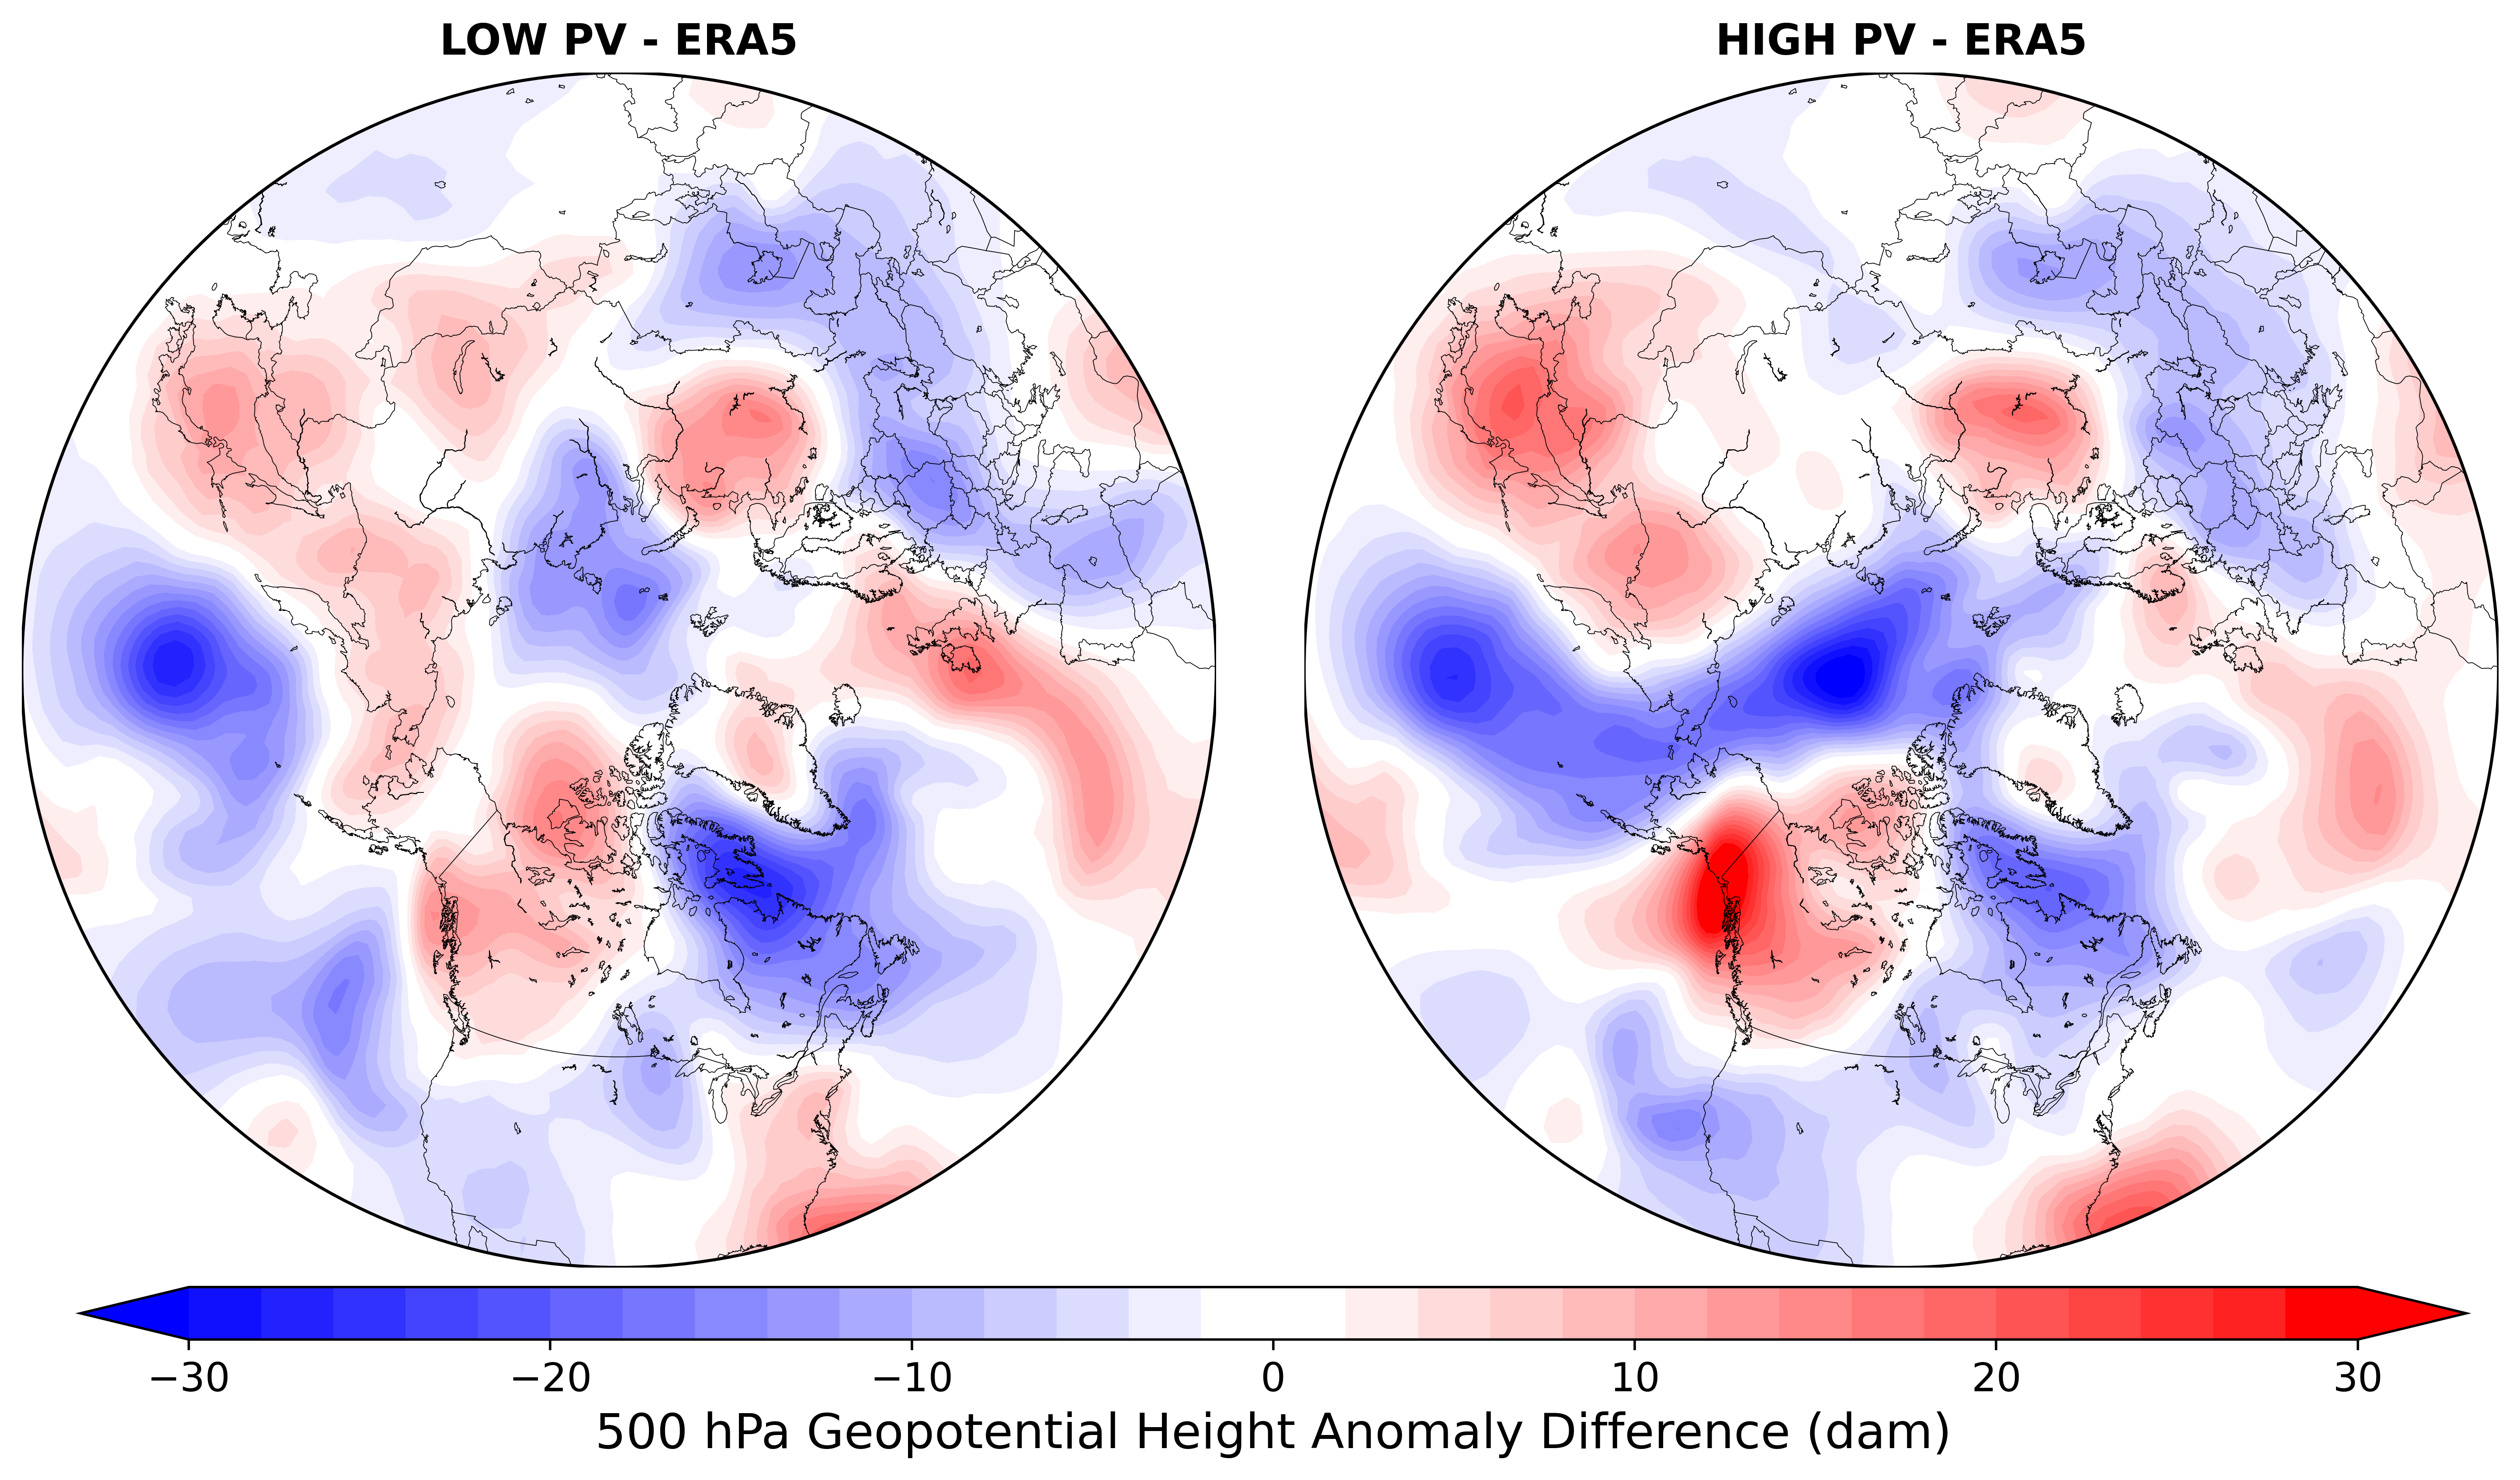 LOW PV - ERA5
HIGH PV - ERA5
−30 −20 −10 0 10 20 30
500 hPa Geopotential Height Anomaly Difference (dam)